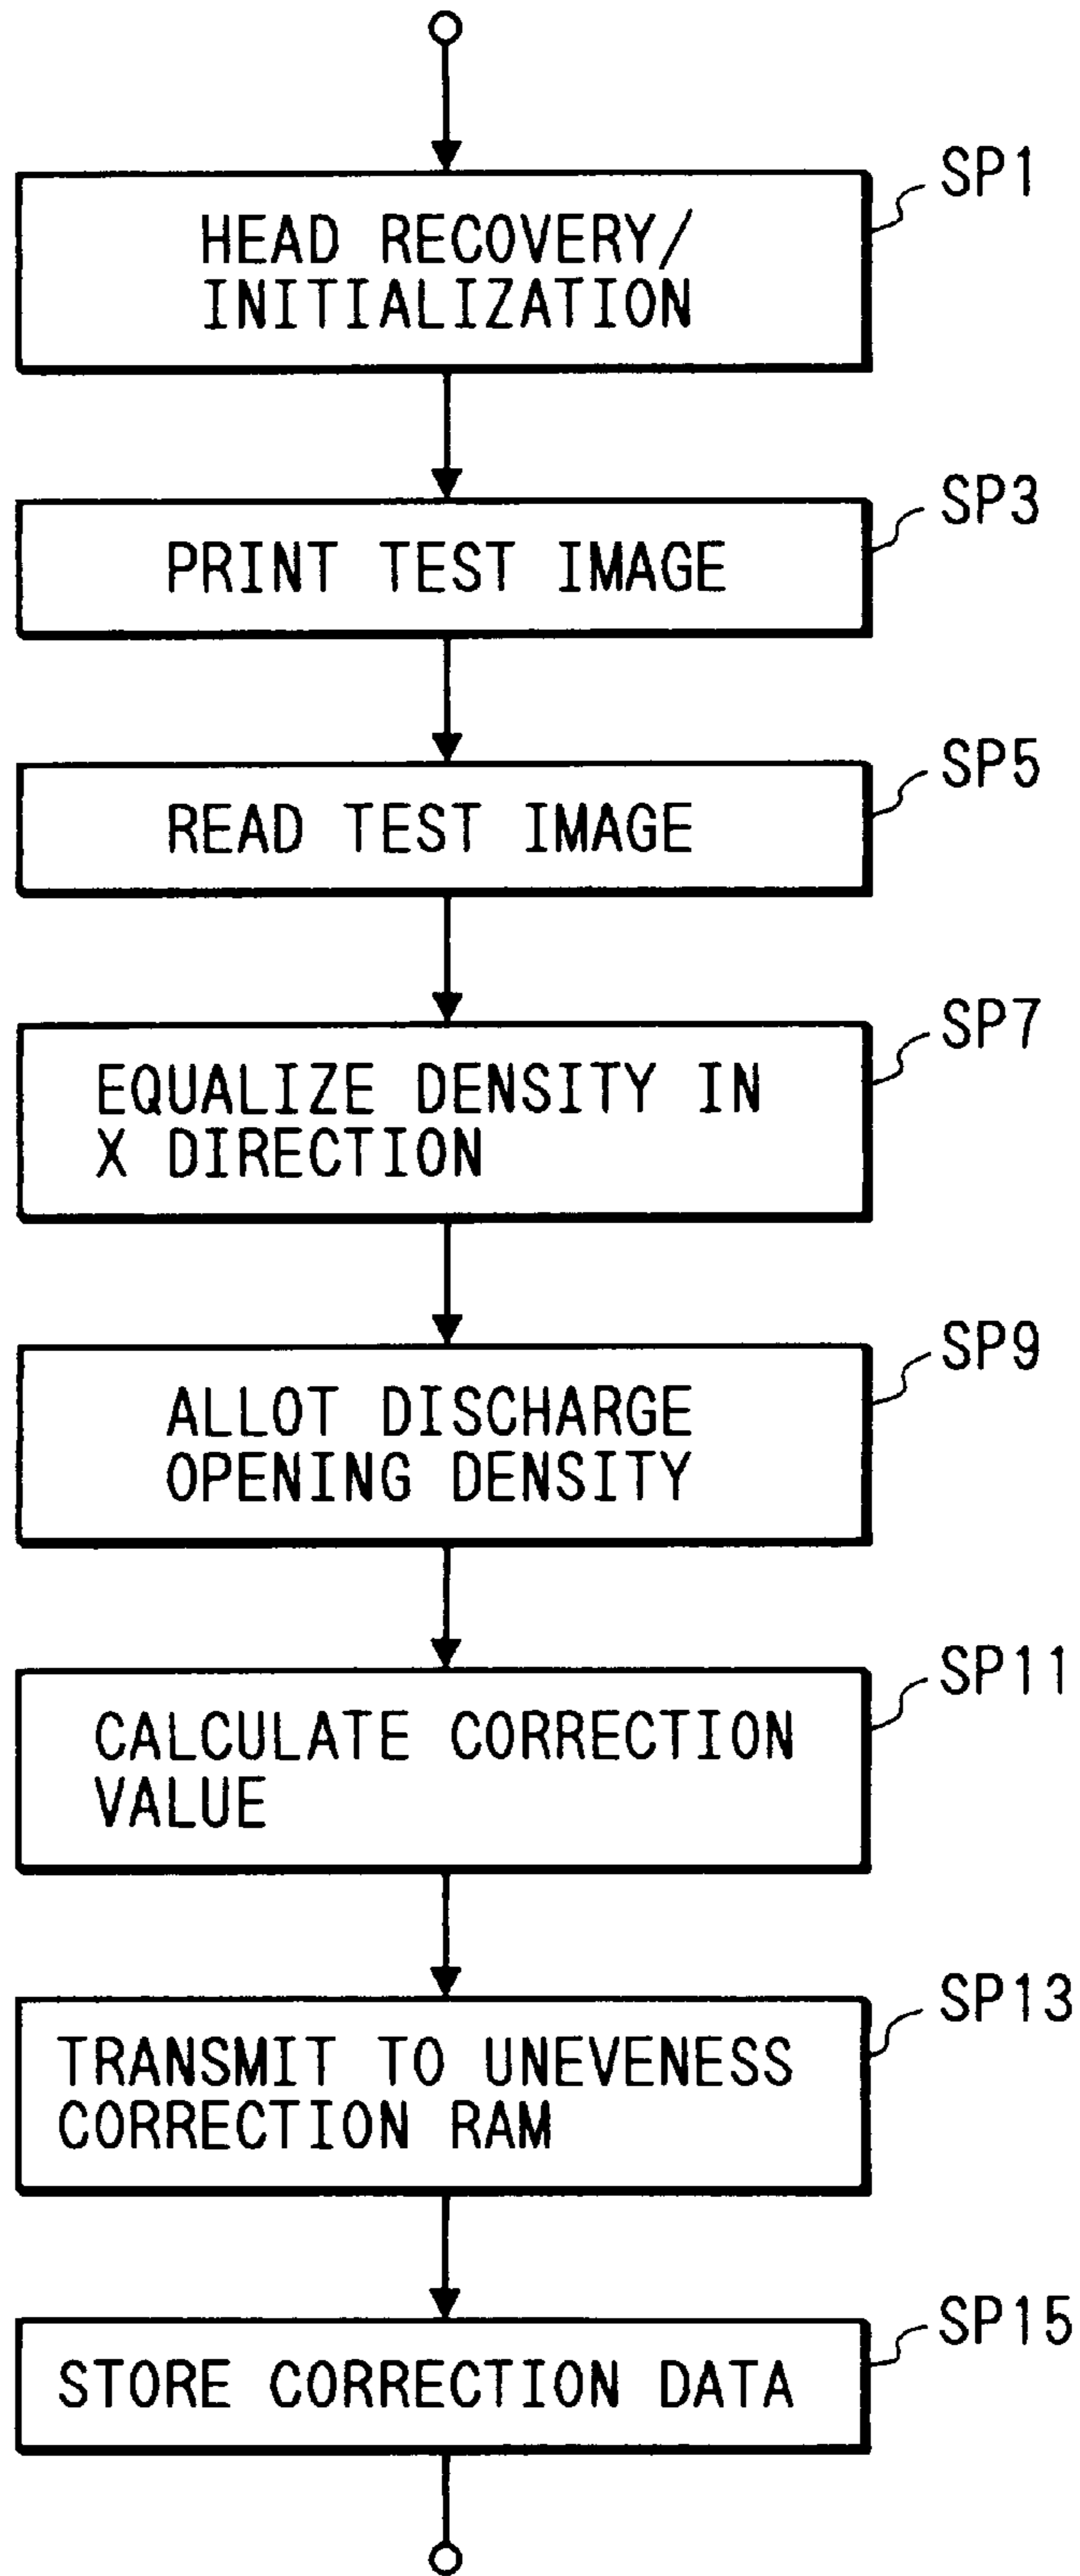 SP1
HEAD RECOVERY/
INITIALIZATION
SP3
PRINT TEST IMAGE
SP5
READ TEST IMAGE
SP7
EQUALIZE DENSITY IN
X DIRECTION
SP9
ALLOT DISCHARGE
OPENING DENSITY
SP11
CALCULATE CORRECTION
VALUE
SP13
TRANSMIT TO UNEVENESS
CORRECTION RAM
SP15
STORE CORRECTION DATA